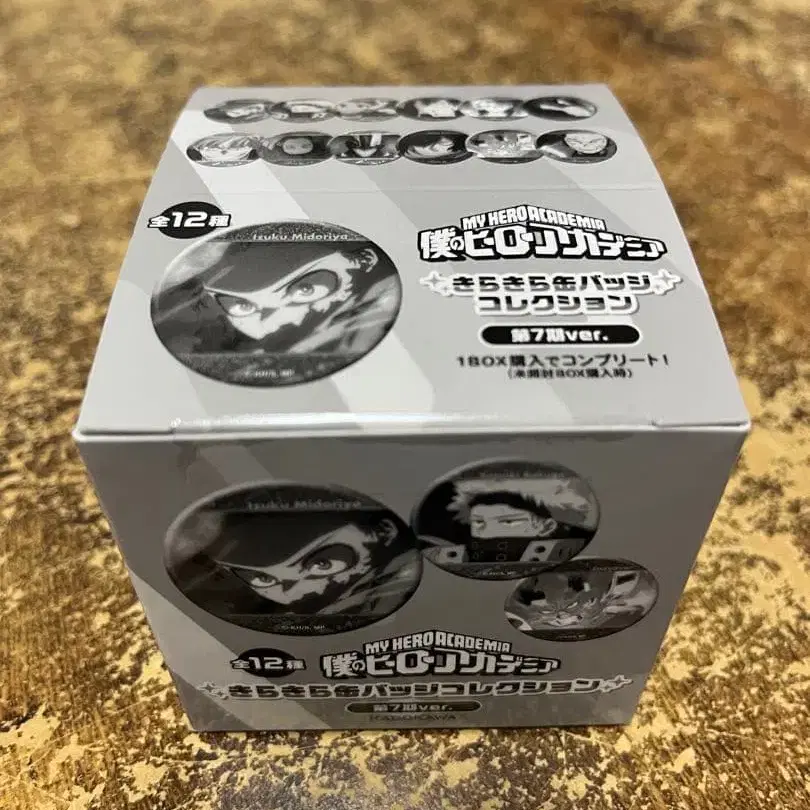 全12種
Izuku Midoriya
MY HERO ACADEMIA
僕のヒーローアカデミア
きらきら缶バッジ
コレクション
第7期ver.
1BOX購入でコンプリート!
(未開封BOX購入時)
Izuku Midoriya
全12種
MY HERO ACADEMIA
僕のヒーローアカデミア
きらきら缶バッジコレクション
第7期ver.
KADOKAWA